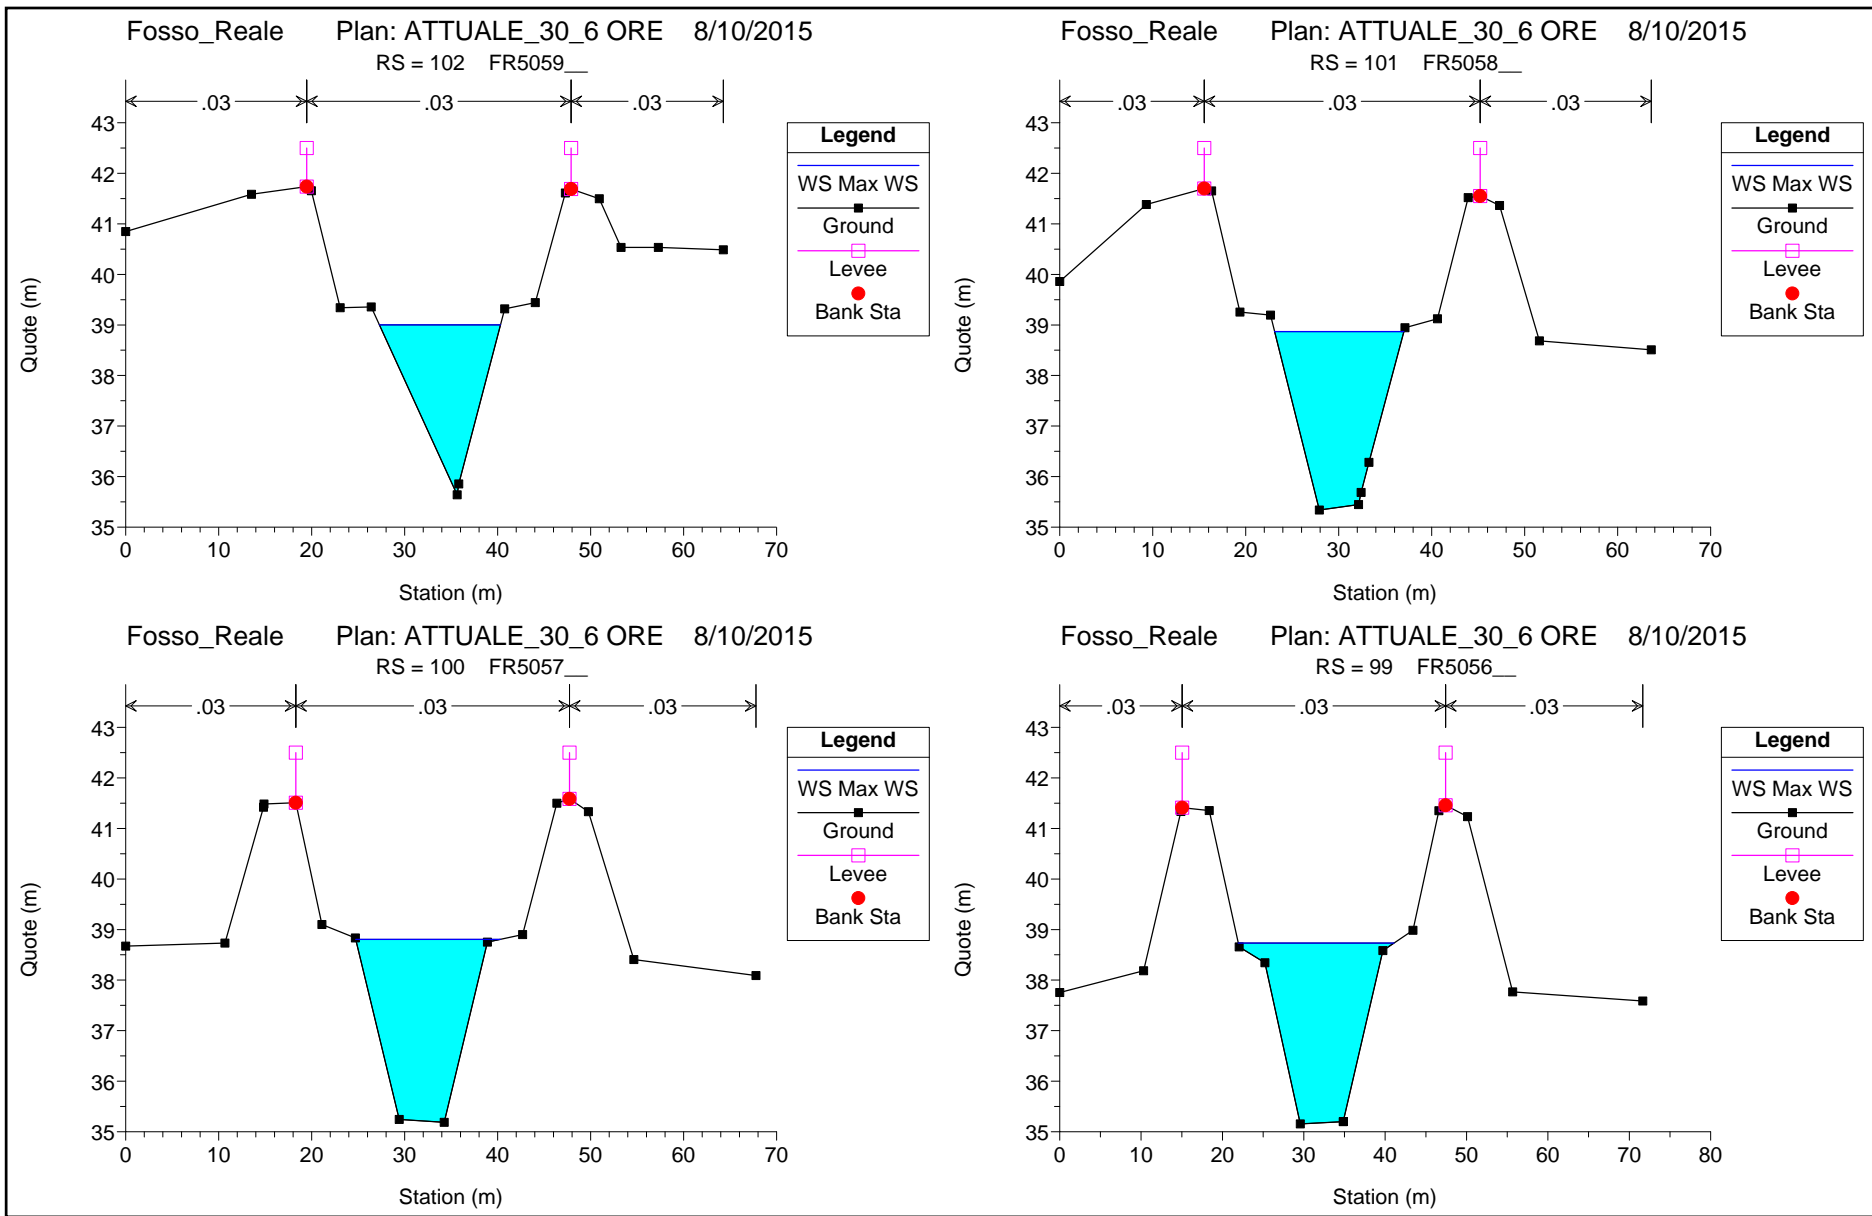 Fosso_Reale Plan: ATTUALE_30_6 ORE 8/10/2015
RS = 102 FR5059__
.03 .03 .03
43
42
41
40
39
38
37
36
35
0 10 20 30 40 50 60 70
Quote (m)
Station (m)
Legend
WS Max WS
Ground
Levee
Bank Sta
Fosso_Reale Plan: ATTUALE_30_6 ORE 8/10/2015
RS = 101 FR5058__
.03 .03 .03
43
42
41
40
39
38
37
36
35
0 10 20 30 40 50 60 70
Quote (m)
Station (m)
Legend
WS Max WS
Ground
Levee
Bank Sta
Fosso_Reale Plan: ATTUALE_30_6 ORE 8/10/2015
RS = 100 FR5057__
.03 .03 .03
43
42
41
40
39
38
37
36
35
0 10 20 30 40 50 60 70
Quote (m)
Station (m)
Legend
WS Max WS
Ground
Levee
Bank Sta
Fosso_Reale Plan: ATTUALE_30_6 ORE 8/10/2015
RS = 99 FR5056__
.03 .03 .03
43
42
41
40
39
38
37
36
35
0 10 20 30 40 50 60 70 80
Quote (m)
Station (m)
Legend
WS Max WS
Ground
Levee
Bank Sta